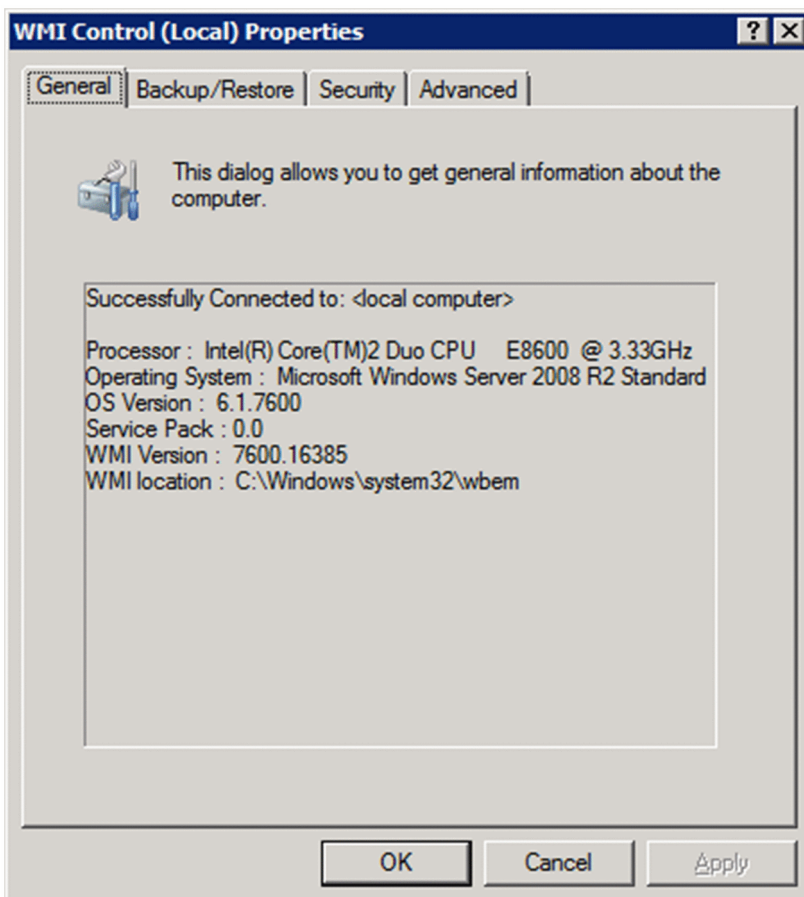 WMI Control (Local) Properties
General
Backup/Restore
Security
Advanced
This dialog allows you to get general information about the
computer.
Successfully Connected to: <local computer>
Processor : Intel(R) Core(TM)2 Duo CPU E8600 @ 3.33GHz
Operating System : Microsoft Windows Server 2008 R2 Standard
OS Version : 6.1.7600
Service Pack : 0.0
WMI Version : 7600.16385
WMI location : C:\Windows\system32\wbem
OK
Cancel
Apply